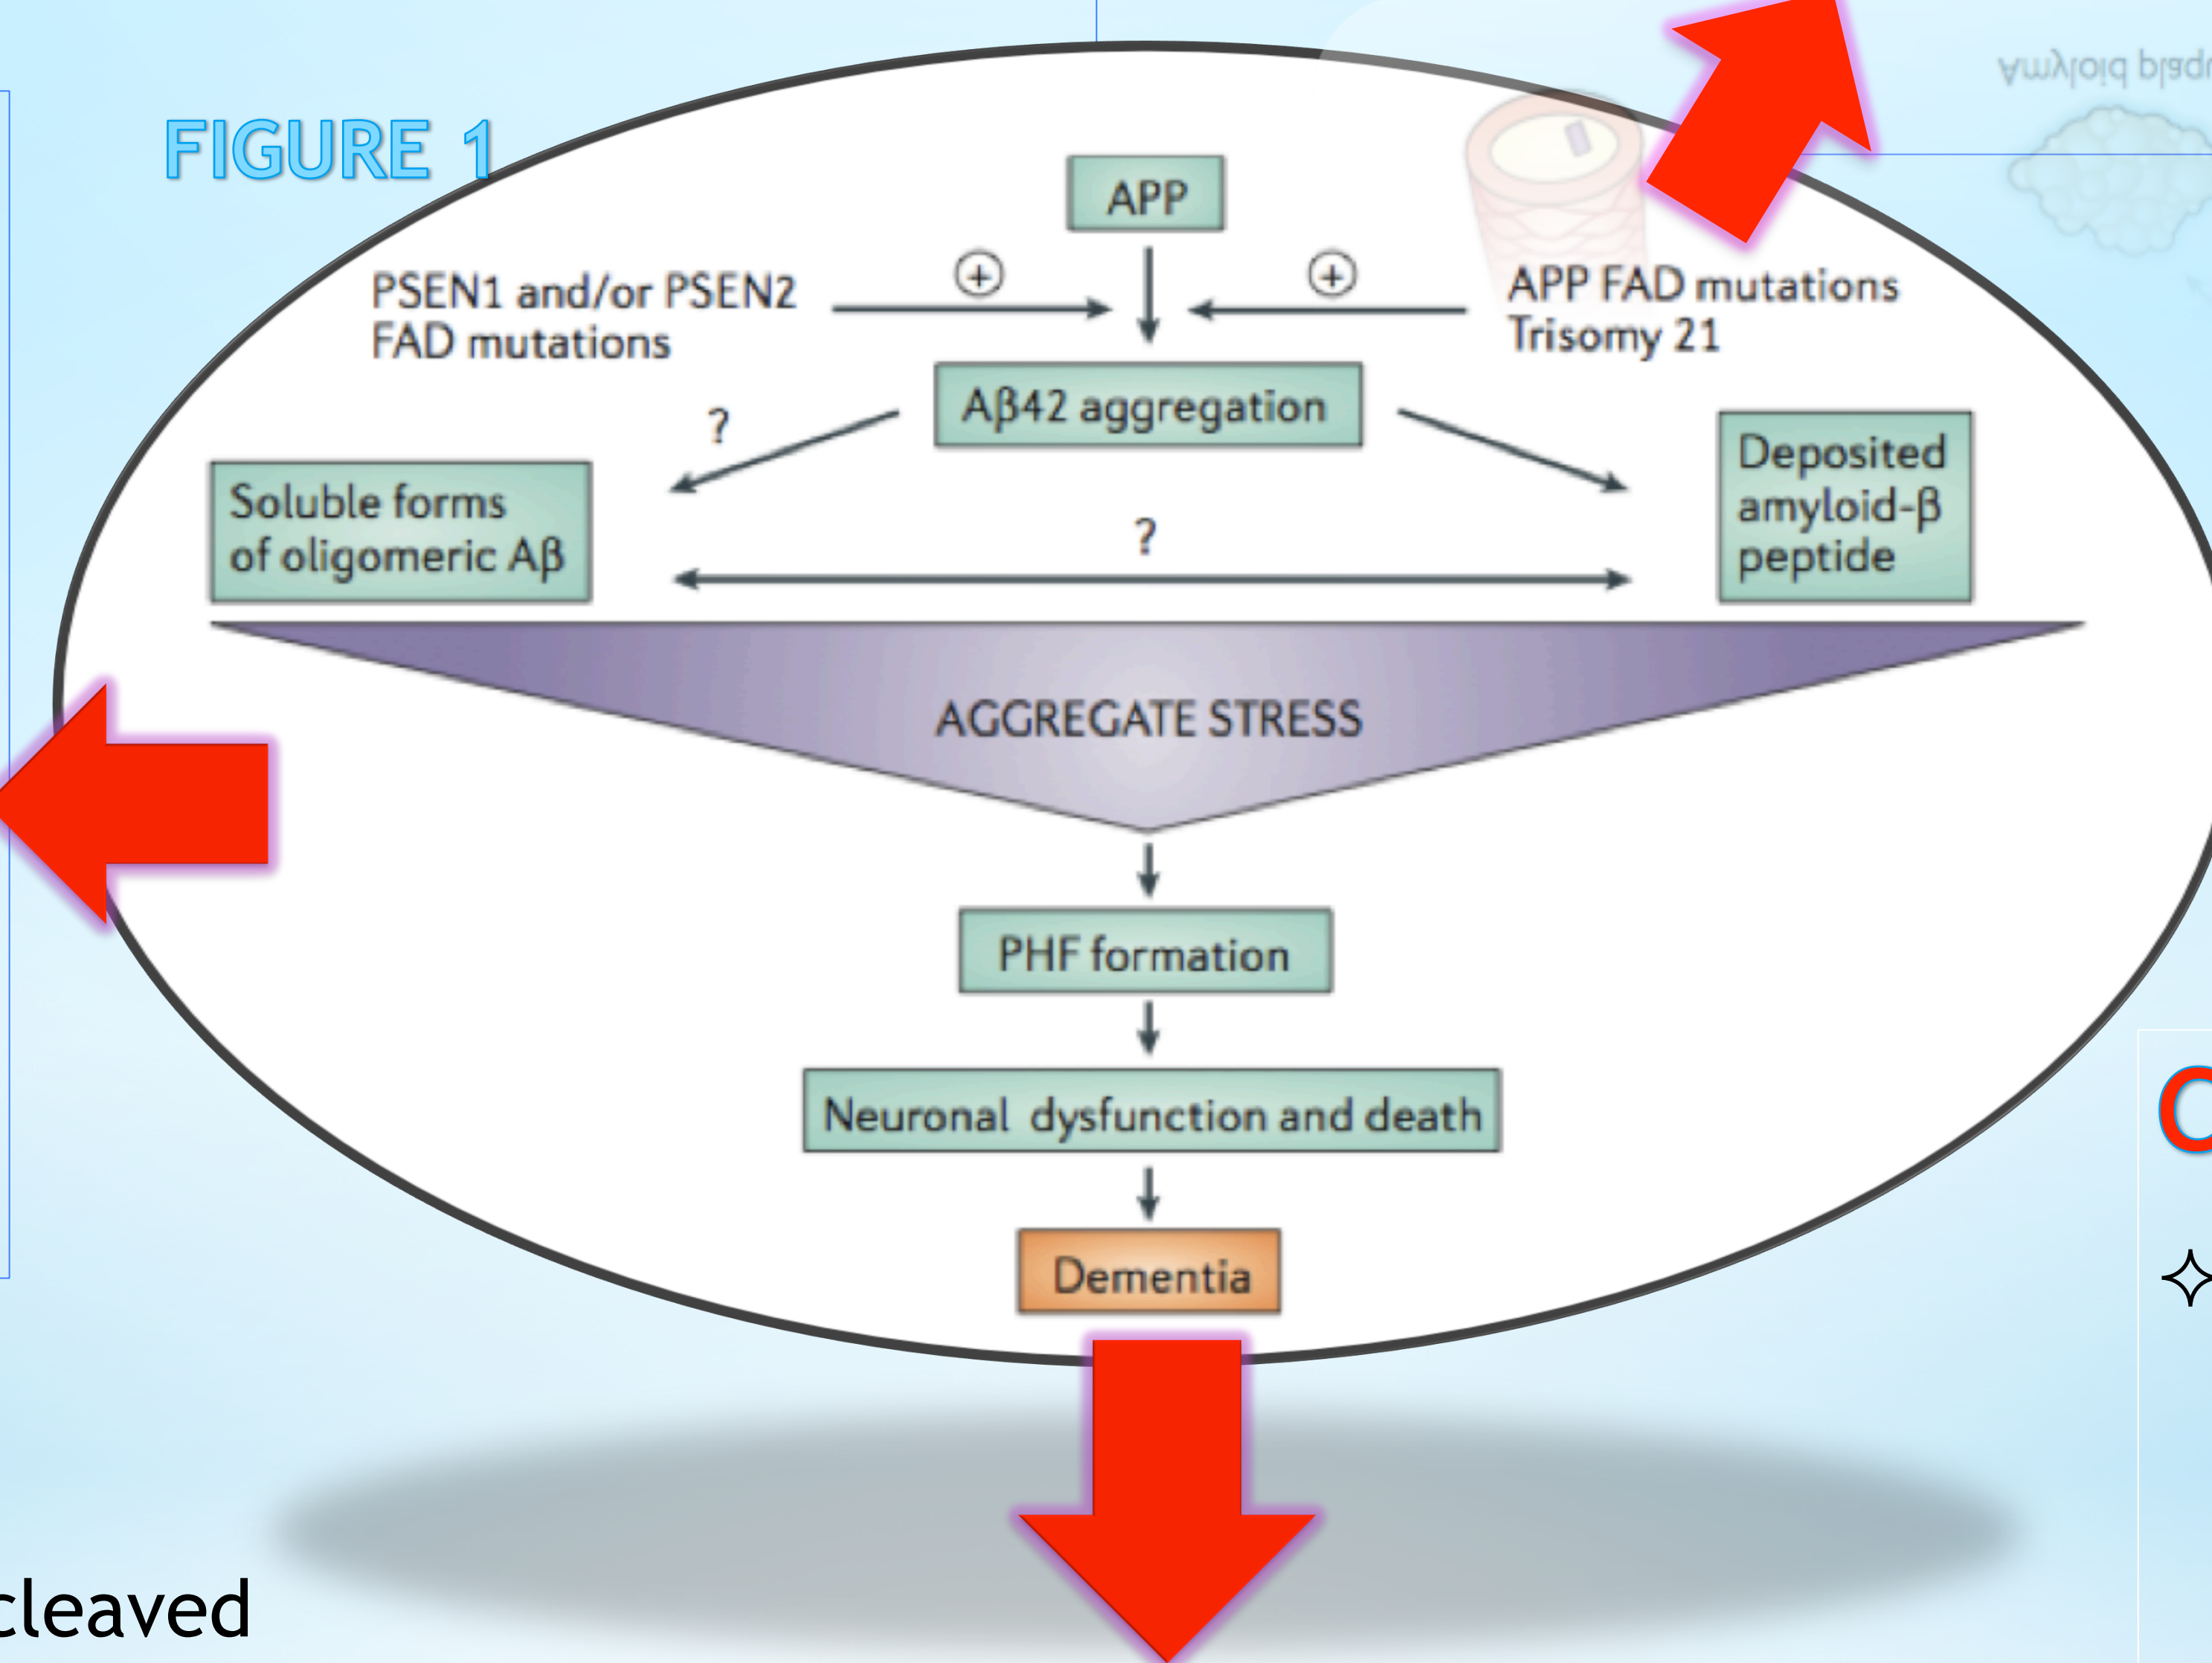 FIGURE 1
APP
+
+
PSEN1 and/or PSEN2
FAD mutations
APP FAD mutations
Trisomy 21
Aβ42 aggregation
?
Soluble forms
of oligomeric Aβ
Deposited
amyloid-β
peptide
?
AGGREGATE STRESS
PHF formation
Neuronal dysfunction and death
Dementia
cleaved
Amyloid